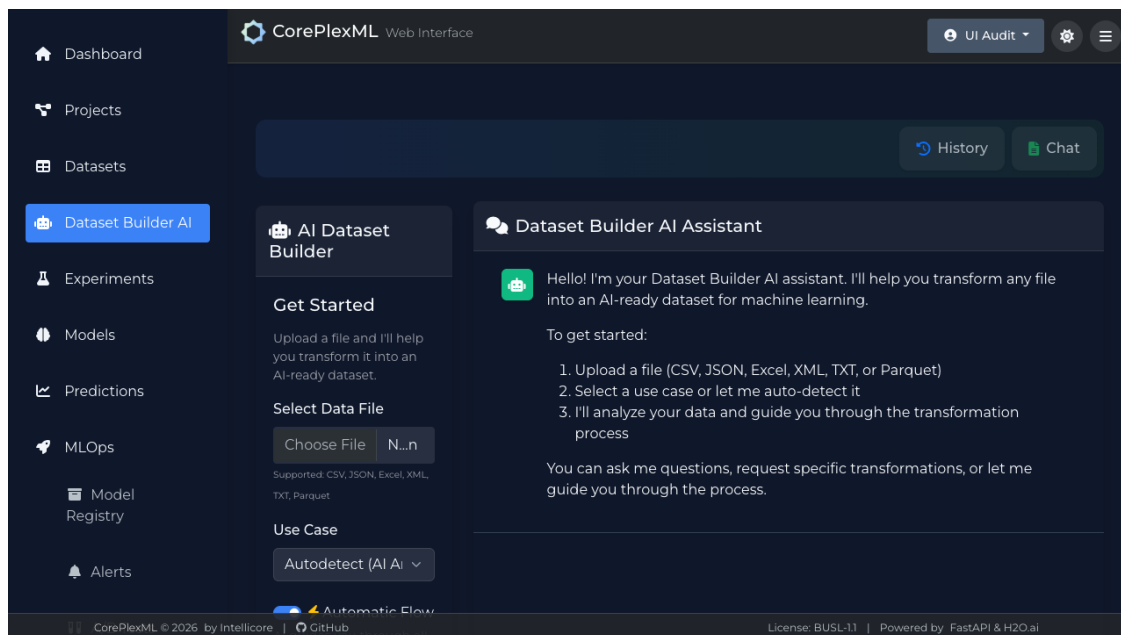 CorePlexML Web Interface
UI Audit
Dashboard
Projects
Datasets
Dataset Builder AI
Experiments
Models
Predictions
MLOps
Model
Registry
Alerts
History
Chat
AI Dataset
Builder
Get Started
Upload a file and I'll help
you transform it into an
AI-ready dataset.
Select Data File
Choose File N...n
Supported: CSV, JSON, Excel, XML,
TXT, Parquet
Use Case
Autodetect (AI A
Automatic Flow
Dataset Builder AI Assistant
Hello! I'm your Dataset Builder AI assistant. I'll help you transform any file
into an AI-ready dataset for machine learning.
To get started:
1. Upload a file (CSV, JSON, Excel, XML, TXT, or Parquet)
2. Select a use case or let me auto-detect it
3. I'll analyze your data and guide you through the transformation
process
You can ask me questions, request specific transformations, or let me
guide you through the process.
CorePlexML © 2026 by Intellicore | GitHub
License: BUSL-1.1 | Powered by FastAPI & H2O.ai